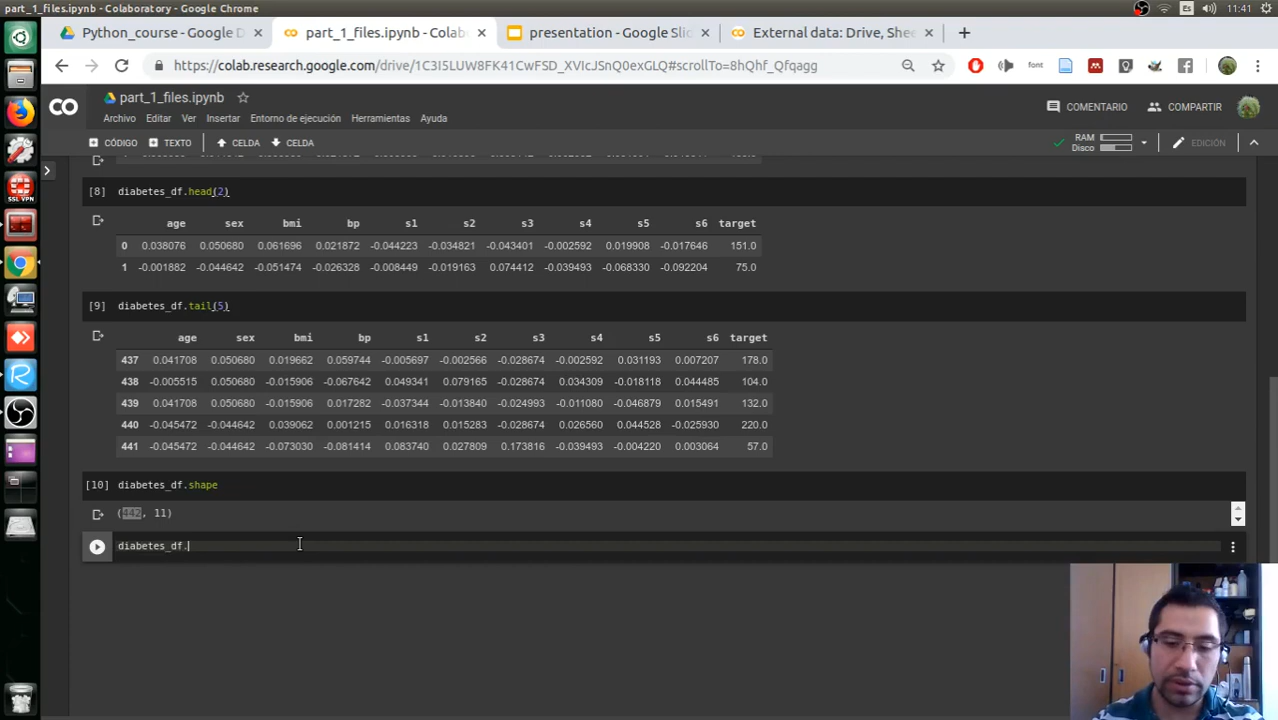 part_1_files.ipynb - Colaboratory - Google Chrome
Es
11:41
Python_course - Google D
part_1_files.ipynb - Colab
presentation - Google Slid
External data: Drive, Shee
https://colab.research.google.com/drive/1C3I5LUW8FK41CwFSD_XVIcJSnQ0exGLQ#scrollTo=BhQhf_Qfqagg
font
CO
part_1_files.ipynb
COMENTARIO
COMPARTIR
Archivo Editar Ver Insertar Entorno de ejecución Herramientas Ayuda
CÓDIGO TEXTO CELDA CELDA
RAM
Disco
EDICIÓN
[8] diabetes_df.head(2)
age sex bmi bp s1 s2 s3 s4 s5 s6 target
0 0.038076 0.050680 0.061696 0.021872 -0.044223 -0.034821 -0.043401 -0.002592 0.019908 -0.017646 151.0
1 -0.001882 -0.044642 -0.051474 -0.026328 -0.008449 -0.019163 0.074412 -0.039493 -0.068330 -0.092204 75.0
[9] diabetes_df.tail(5)
age sex bmi bp s1 s2 s3 s4 s5 s6 target
437 0.041708 0.050680 0.019662 0.059744 -0.005697 -0.002566 -0.028674 -0.002592 0.031193 0.007207 178.0
438 -0.005515 0.050680 -0.015906 -0.067642 0.049341 0.079165 -0.028674 0.034309 -0.018118 0.044485 104.0
439 0.041708 0.050680 -0.015906 0.017282 -0.037344 -0.013840 -0.024993 -0.011080 -0.046879 0.015491 132.0
440 -0.045472 -0.044642 0.039062 0.001215 0.016318 0.015283 -0.028674 0.026560 0.044528 -0.025930 220.0
441 -0.045472 -0.044642 -0.073030 -0.081414 0.083740 0.027809 0.173816 -0.039493 -0.004220 0.003064 57.0
[10] diabetes_df.shape
(442, 11)
diabetes_df.
SSL VPN